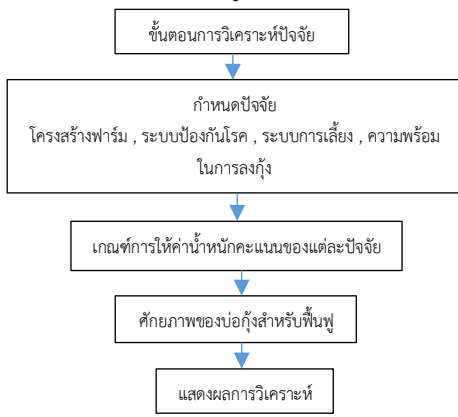 ขั้นตอนการวิเคราะห์ปัจจัย
กำหนดปัจจัย
โครงสร้างฟาร์ม , ระบบป้องกันโรค , ระบบการเลี้ยง , ความพร้อม
ในการลงกุ้ง
เกณฑ์การให้ค่าน้ำหนักคะแนนของแต่ละปัจจัย
ศักยภาพของบ่อกุ้งสำหรับฟื้นฟู
แสดงผลการวิเคราะห์